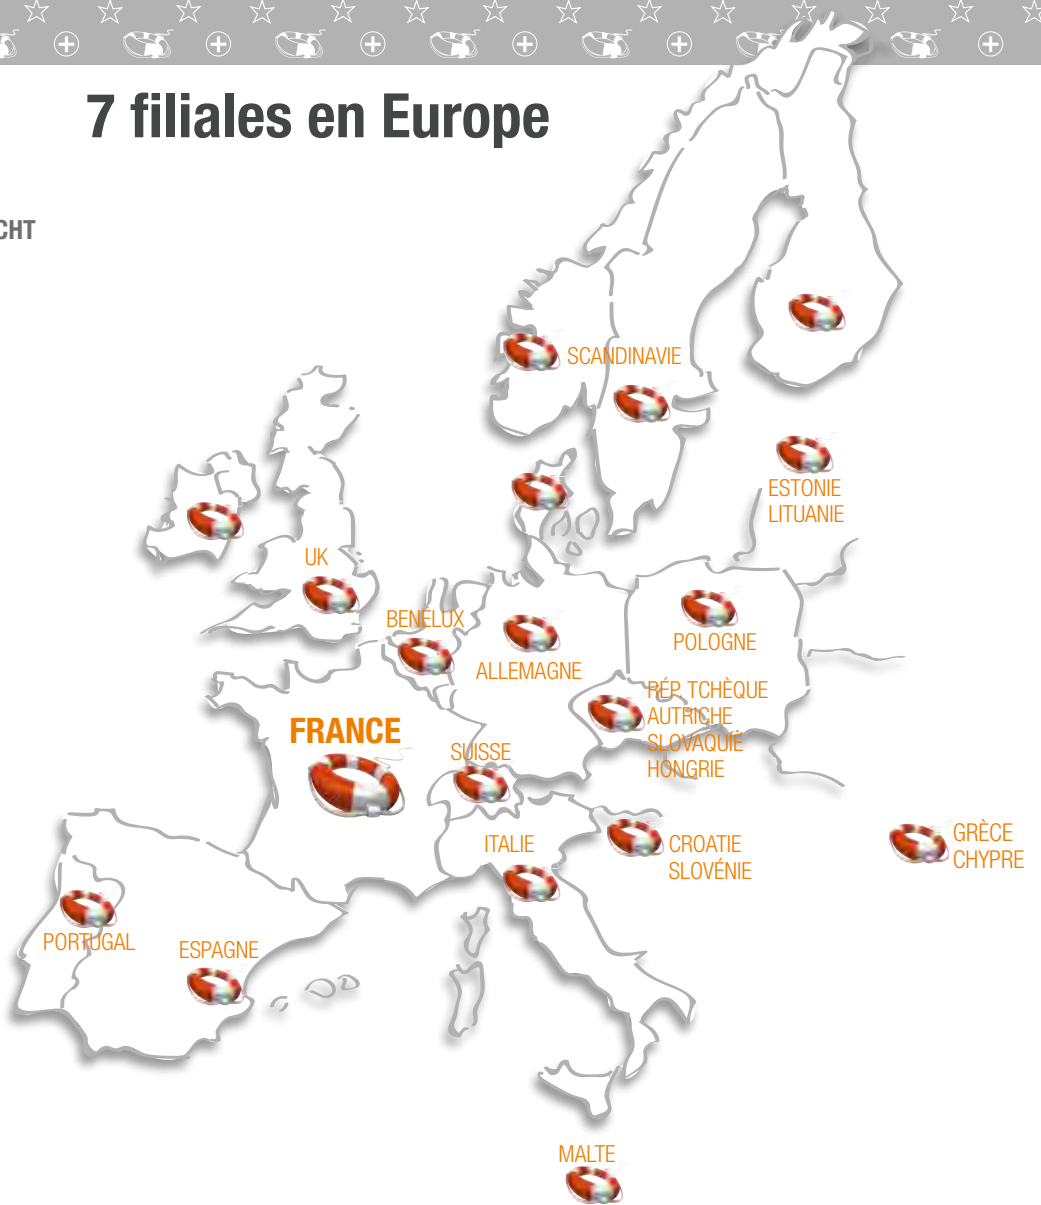 7 filiales en Europe
CHT
SCANDINAVIE
ESTONIE
LITUANIE
UK
BENELUX
ALLEMAGNE
POLOGNE
RÉP. TCHÈQUE
AUTRICHE
SLOVAQUIE
HONGRIE
FRANCE
SUISSE
ITALIE
CROATIE
SLOVÉNIE
GRÈCE
CHYPRE
PORTUGAL
ESPAGNE
MALTE